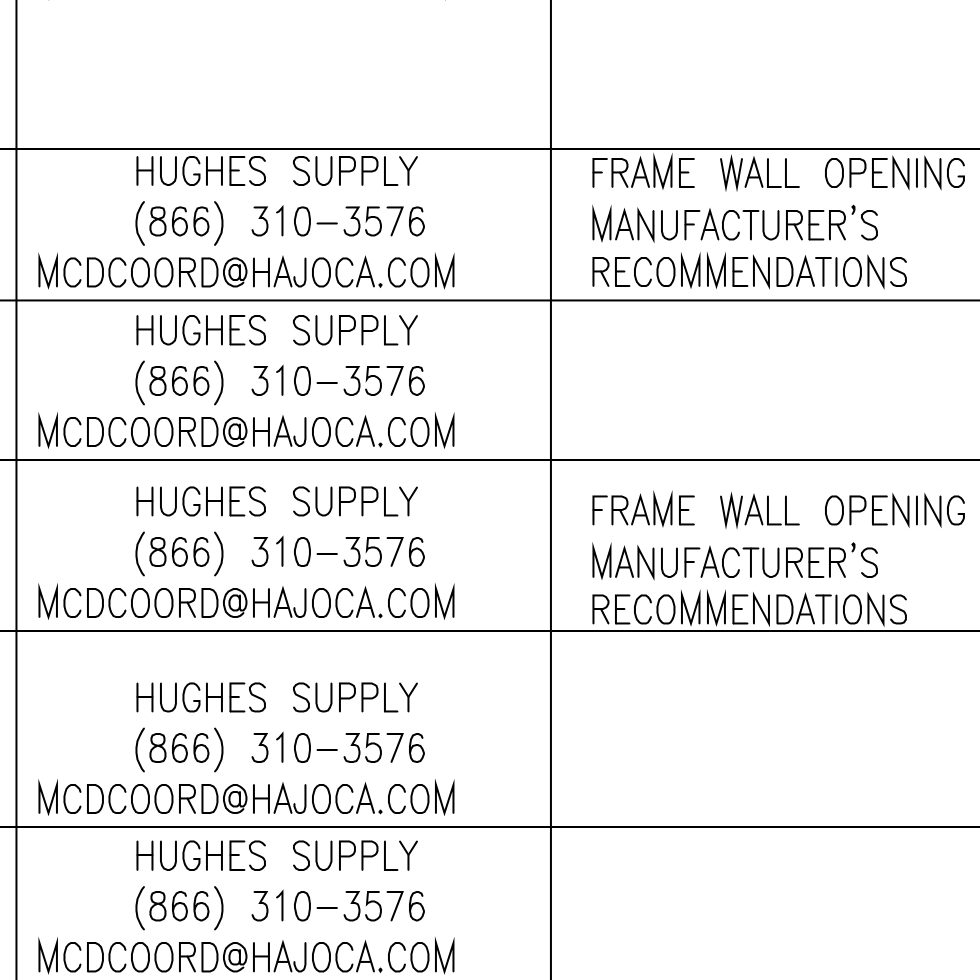 HUGHES SUPPLY
(866) 310-3576
MCDCOORD@HAJOCA.COM
FRAME WALL OPENING
MANUFACTURER'S
RECOMMENDATIONS
HUGHES SUPPLY
(866) 310-3576
MCDCOORD@HAJOCA.COM
HUGHES SUPPLY
(866) 310-3576
MCDCOORD@HAJOCA.COM
FRAME WALL OPENING
MANUFACTURER'S
RECOMMENDATIONS
HUGHES SUPPLY
(866) 310-3576
MCDCOORD@HAJOCA.COM
HUGHES SUPPLY
(866) 310-3576
MCDCOORD@HAJOCA.COM